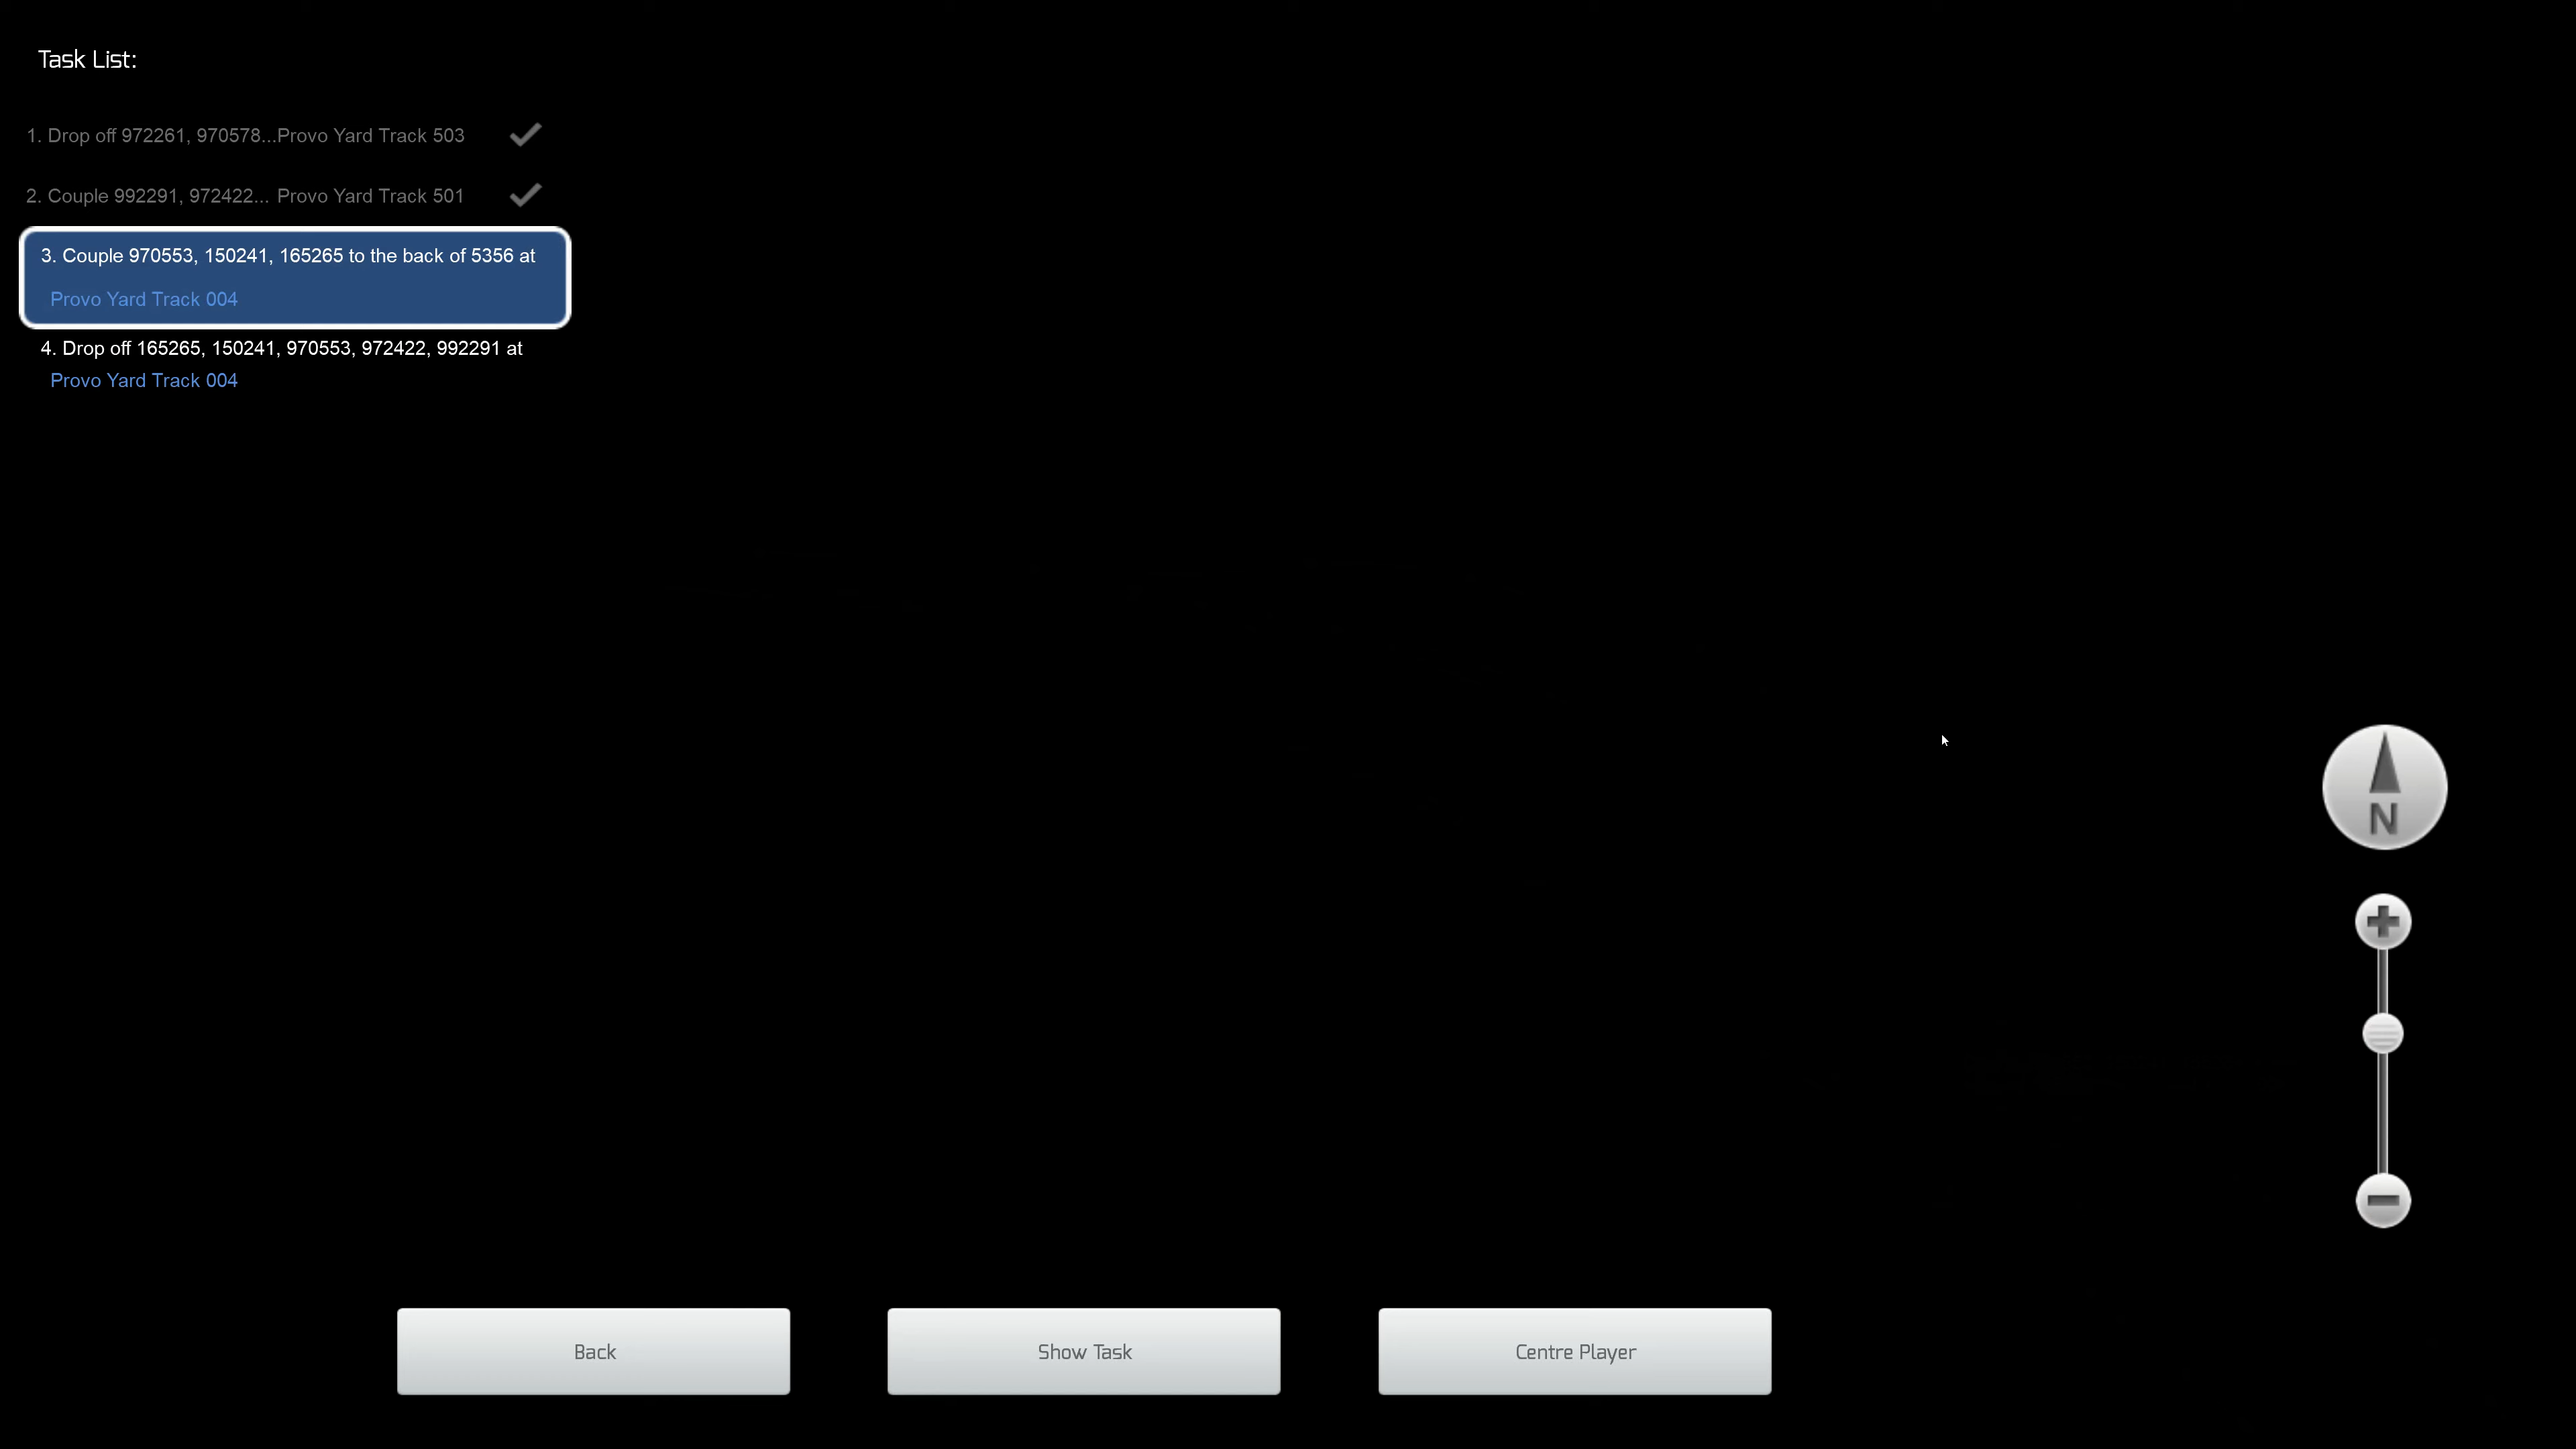 Task List:
1. Drop off 972261, 970578...Provo Yard Track 503
2. Couple 992291, 972422... Provo Yard Track 501
3. Couple 970553, 150241, 165265 to the back of 5356 at
Provo Yard Track 004
4. Drop off 165265, 150241, 970553, 972422, 992291 at
Provo Yard Track 004
N
Back
Show Task
Centre Player